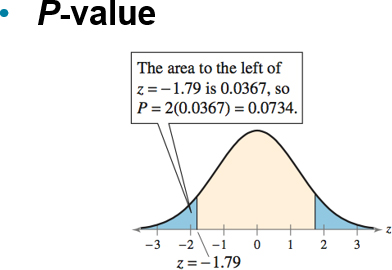 • P-value
The area to the left of
z = −1.79 is 0.0367, so
P = 2(0.0367) = 0.0734.
−3 −2 −1 0 1 2 3 z
z = −1.79